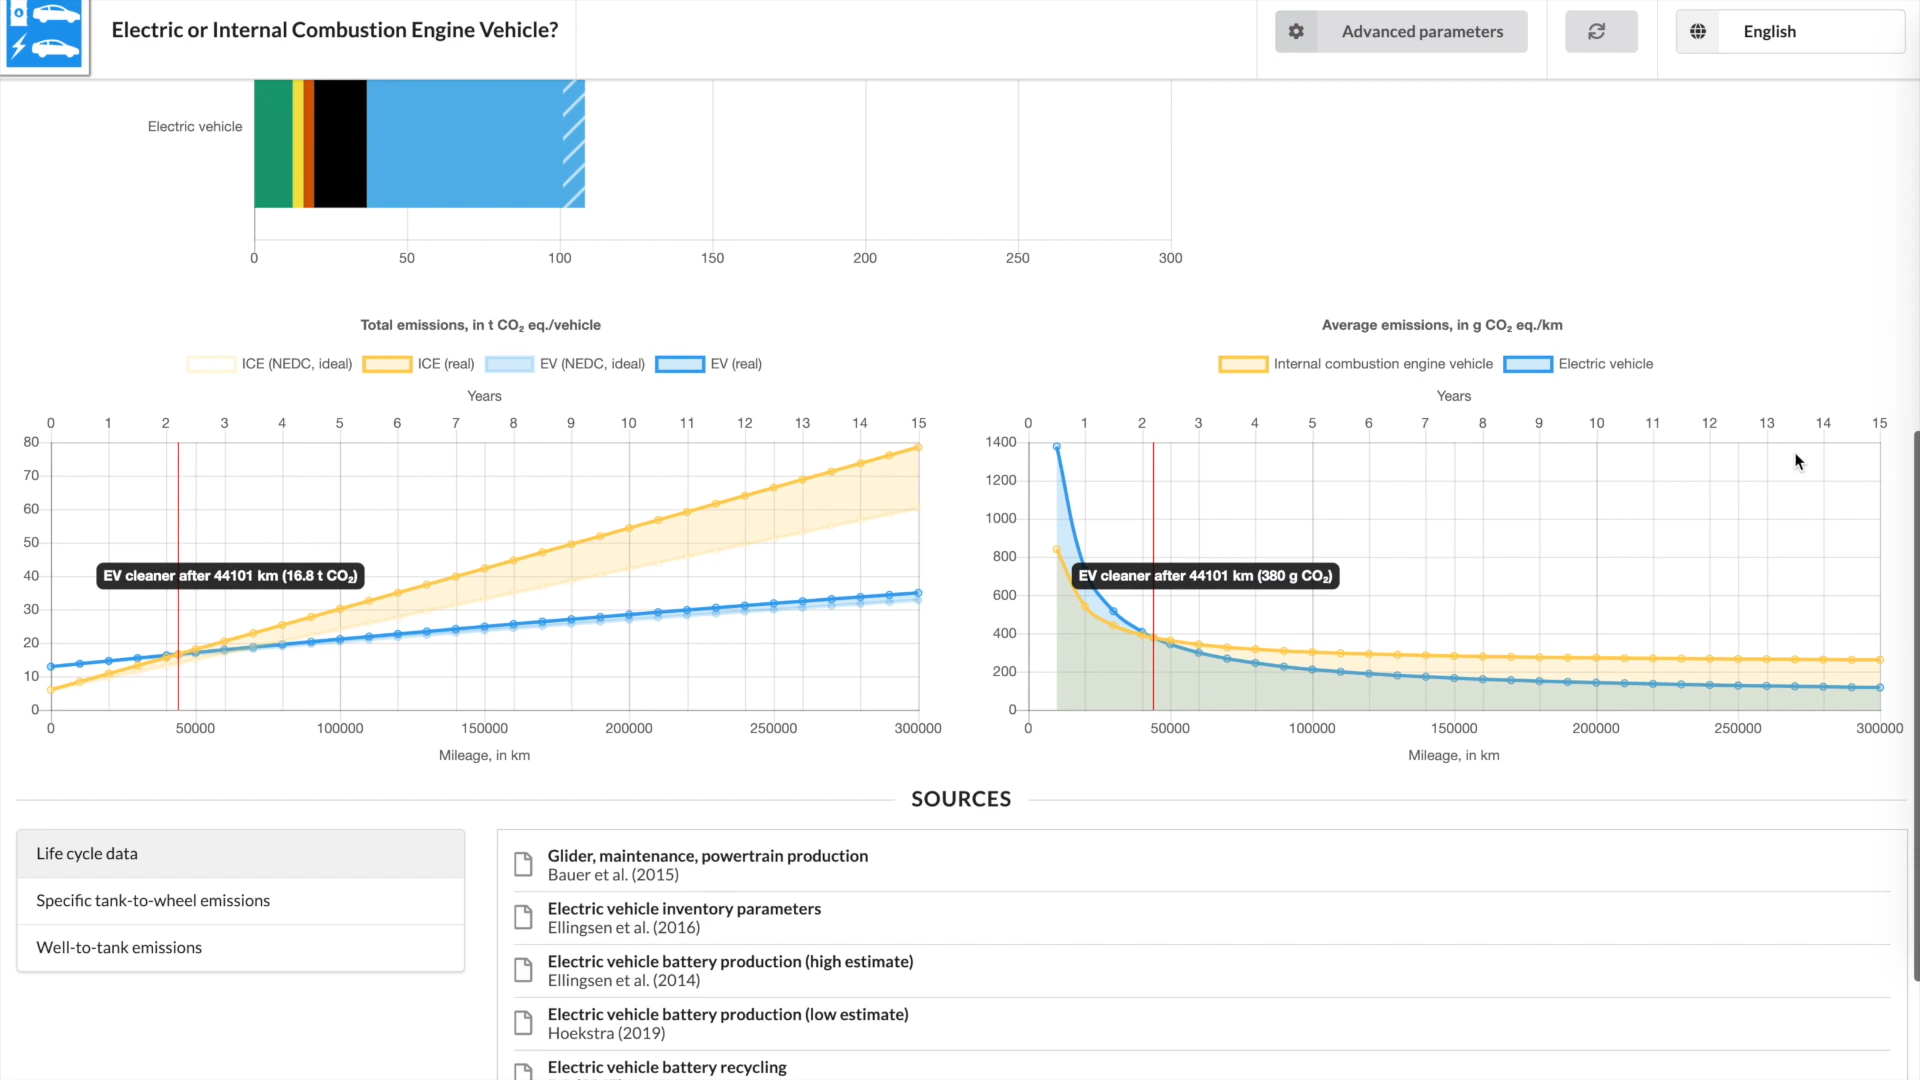 Electric or Internal Combustion Engine Vehicle?
Advanced parameters
English
Electric vehicle
0 50 100 150 200 250 300
Total emissions, in t CO₂ eq./vehicle
ICE (NEDC, ideal) ICE (real) EV (NEDC, ideal) EV (real)
Years
0 1 2 3 4 5 6 7 8 9 10 11 12 13 14 15
80
70
60
50
40
30
20
10
0
EV cleaner after 44101 km (16.8 t CO₂)
0 50000 100000 150000 200000 250000 300000
Mileage, in km
Average emissions, in g CO₂ eq./km
Internal combustion engine vehicle Electric vehicle
Years
0 1 2 3 4 5 6 7 8 9 10 11 12 13 14 15
1400
1200
1000
800
600
400
200
0
EV cleaner after 44101 km (380 g CO₂)
0 50000 100000 150000 200000 250000 300000
Mileage, in km
SOURCES
Life cycle data
Specific tank-to-wheel emissions
Well-to-tank emissions
Glider, maintenance, powertrain production
Bauer et al. (2015)
Electric vehicle inventory parameters
Ellingsen et al. (2016)
Electric vehicle battery production (high estimate)
Ellingsen et al. (2014)
Electric vehicle battery production (low estimate)
Hoekstra (2019)
Electric vehicle battery recycling